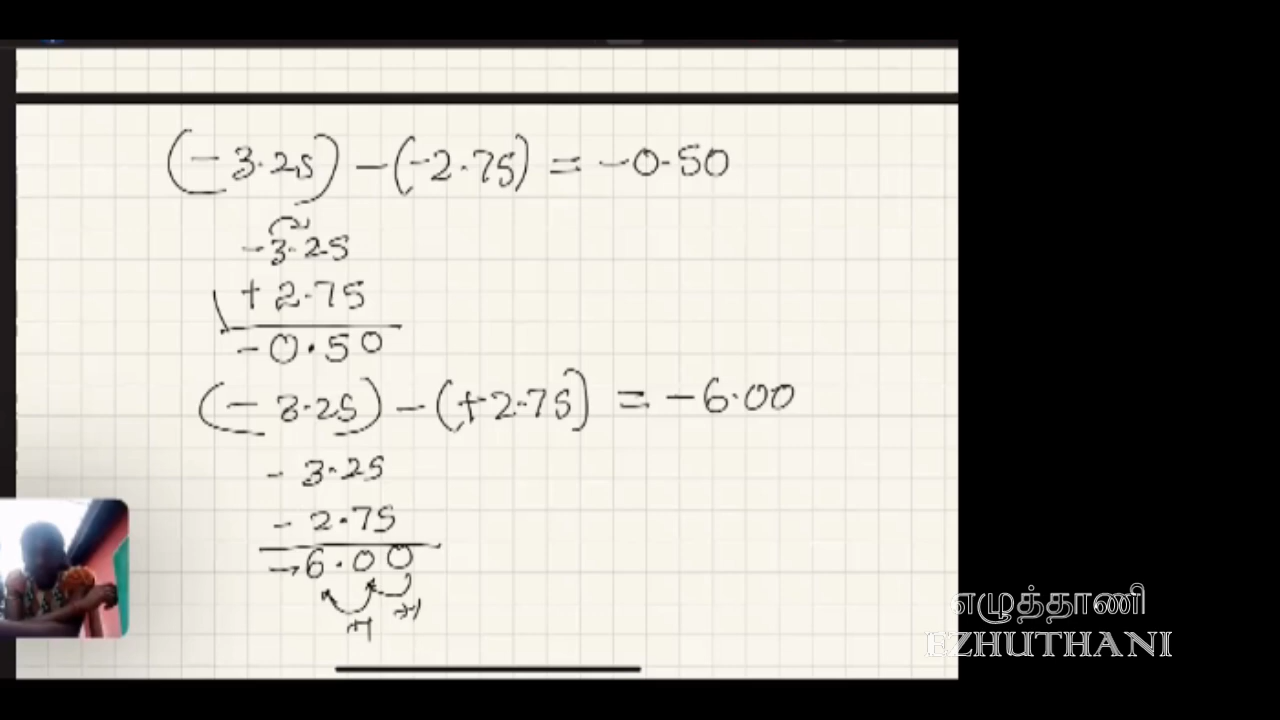 (-3.25) -(-2.75) = -0.50
-3.25
+ 2.75
-0.50
(-3.25) - (+2.75) = -6.00
- 3.25
- 2.75
-6.00
+1 +1
எழுத்தாணி
EZHUTHANI